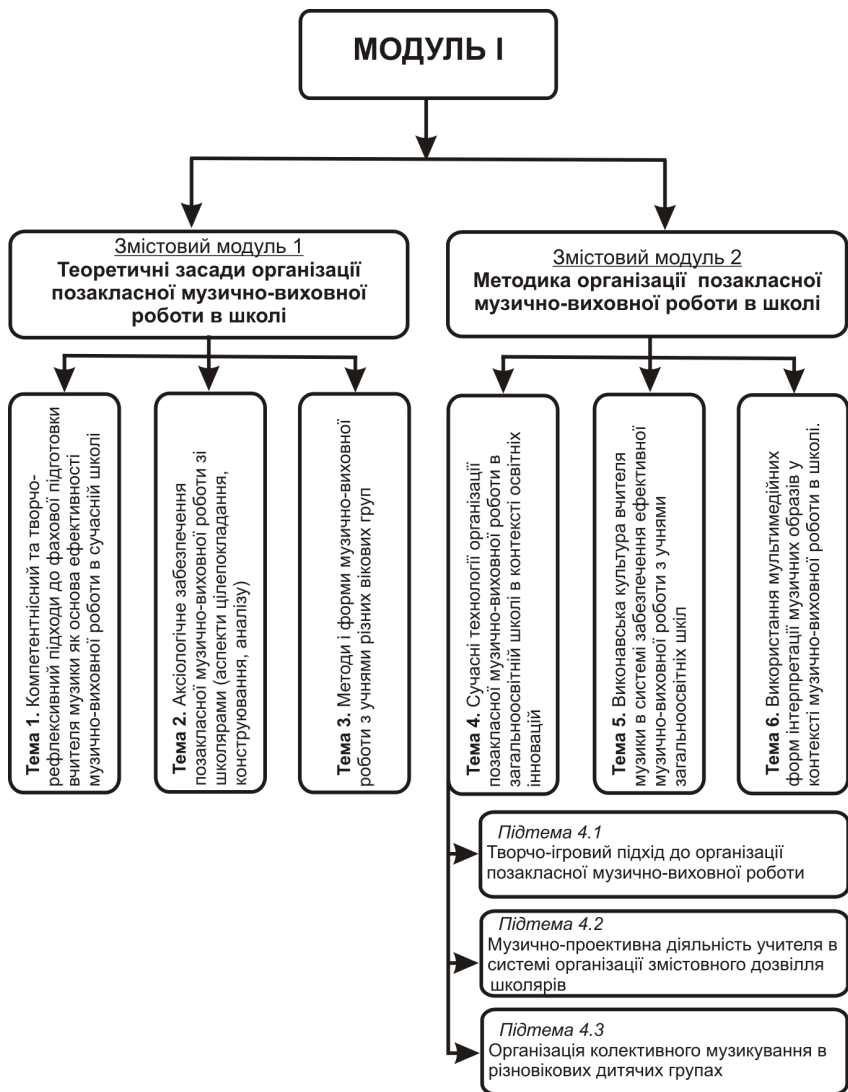 МОДУЛЬ І
Змістовий модуль 1
Теоретичні засади організації
позакласної музично-виховної
роботи в школі
Змістовий модуль 2
Методика організації позакласної
музично-виховної роботи в школі
Тема 1. Компетентнісний та творчо-
рефлексивний підходи до фахової підготовки
вчителя музики як основа ефективності
музично-виховної роботи в сучасній школі
Тема 2. Аксіологічне забезпечення
позакласної музично-виховної роботи зі
школярами (аспекти цілепокладання,
конструювання, аналізу)
Тема 3. Методи і форми музично-виховної
роботи з учнями різних вікових груп
Тема 4. Сучасні технології організації
позакласної музично-виховної роботи в
загальноосвітній школі в контексті освітніх
інновацій
Тема 5. Виконавська культура вчителя
музики в системі забезпечення ефективної
музично-виховної роботи з учнями
загальноосвітніх шкіл
Тема 6. Використання мультимедійних
форм інтерпретації музичних образів у
контексті музично-виховної роботи в школі.
Підтема 4.1
Творчо-ігровий підхід до організації
позакласної музично-виховної роботи
Підтема 4.2
Музично-проективна діяльність учителя в
системі організації змістовного дозвілля
школярів
Підтема 4.3
Організація колективного музикування в
різновікових дитячих групах